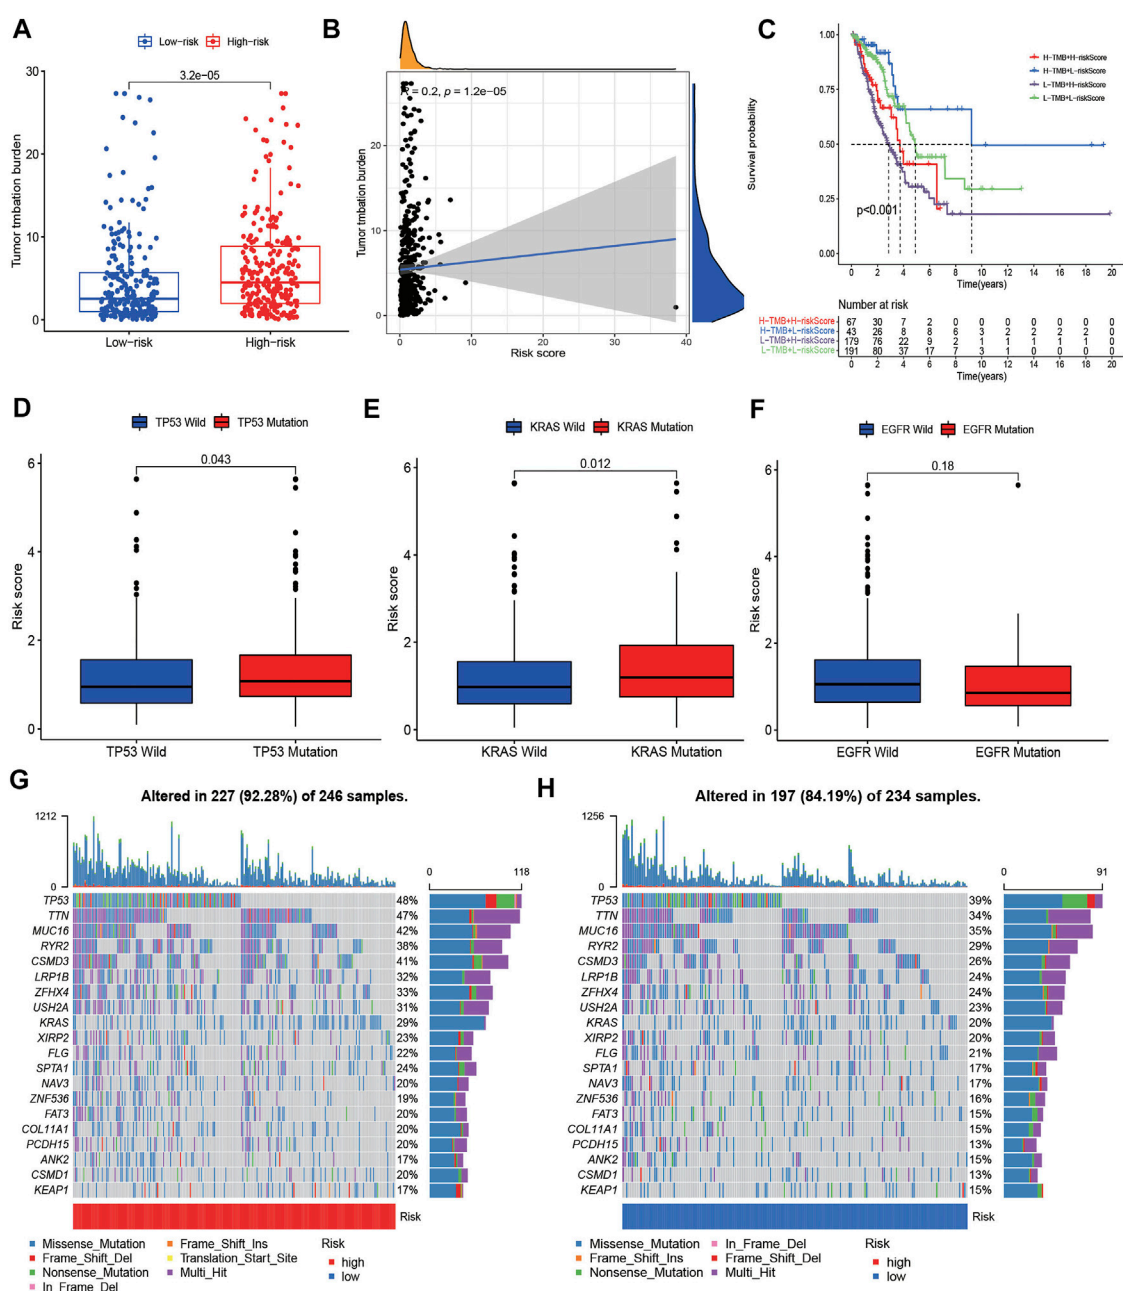 A
Low−risk High−risk
3.2e−05
Tumor tmbation burden
30
20
10
0
Low−risk High−risk
B
R = 0.2, p = 1.2e−05
Tumor tmbation burden
20
10
0
0 10 20 30 40
Risk score
C
H−TMB+H−riskScore
H−TMB+L−riskScore
L−TMB+H−riskScore
L−TMB+L−riskScore
Survival probability
1.00
0.75
0.50
0.25
0.00
p<0.001
0 2 4 6 8 10 12 14 16 18 20
Time(years)
Number at risk
H−TMB+H−riskScore 67 30 7 2 0 0 0 0 0 0 0
H−TMB+L−riskScore 43 26 8 8 6 3 2 2 2 2 0
L−TMB+H−riskScore 179 76 22 9 2 1 1 1 1 1 0
L−TMB+L−riskScore 191 80 37 17 7 3 1 0 0 0 0
0 2 4 6 8 10 12 14 16 18 20
Time(years)
D
TP53 Wild TP53 Mutation
0.043
Risk score
6
4
2
0
TP53 Wild TP53 Mutation
E
KRAS Wild KRAS Mutation
0.012
Risk score
6
4
2
0
KRAS Wild KRAS Mutation
F
EGFR Wild EGFR Mutation
0.18
Risk score
6
4
2
0
EGFR Wild EGFR Mutation
G
Altered in 227 (92.28%) of 246 samples.
1212
0
0 118
TP53 48%
TTN 47%
MUC16 42%
RYR2 38%
CSMD3 41%
LRP1B 32%
ZFHX4 33%
USH2A 31%
KRAS 29%
XIRP2 23%
FLG 22%
SPTA1 24%
NAV3 20%
ZNF536 19%
FAT3 20%
COL11A1 20%
PCDH15 20%
ANK2 17%
CSMD1 20%
KEAP1 17%
Risk
Missense_Mutation Frame_Shift_Ins Risk
Frame_Shift_Del Translation_Start_Site high
Nonsense_Mutation Multi_Hit low
In_Frame_Del
H
Altered in 197 (84.19%) of 234 samples.
1256
0
0 91
TP53 39%
TTN 34%
MUC16 35%
RYR2 29%
CSMD3 26%
LRP1B 24%
ZFHX4 24%
USH2A 23%
KRAS 20%
XIRP2 20%
FLG 21%
SPTA1 17%
NAV3 17%
ZNF536 16%
FAT3 15%
COL11A1 15%
PCDH15 13%
ANK2 15%
CSMD1 13%
KEAP1 15%
Risk
Missense_Mutation In_Frame_Del Risk
Frame_Shift_Ins Frame_Shift_Del high
Nonsense_Mutation Multi_Hit low